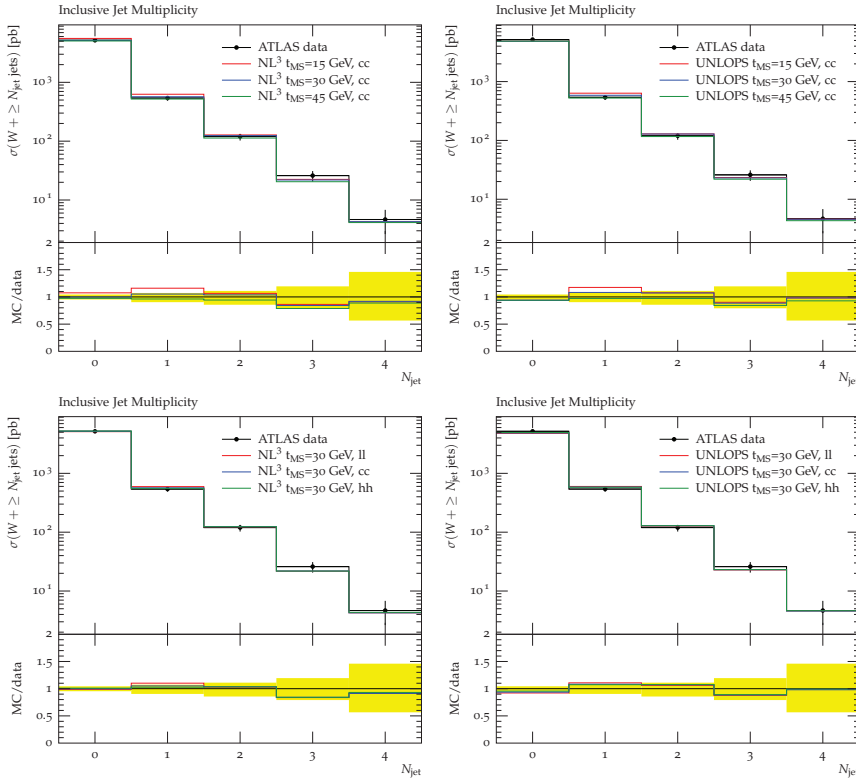 Inclusive Jet Multiplicity
σ(W + ≥ N_jet jets) [pb]
ATLAS data
NL³ t_MS=15 GeV, cc
NL³ t_MS=30 GeV, cc
NL³ t_MS=45 GeV, cc
10³
10²
10¹
2
1.5
1
0.5
0
MC/data
0 1 2 3 4
N_jet
Inclusive Jet Multiplicity
σ(W + ≥ N_jet jets) [pb]
ATLAS data
UNLOPS t_MS=15 GeV, cc
UNLOPS t_MS=30 GeV, cc
UNLOPS t_MS=45 GeV, cc
10³
10²
10¹
2
1.5
1
0.5
0
MC/data
0 1 2 3 4
N_jet
Inclusive Jet Multiplicity
σ(W + ≥ N_jet jets) [pb]
ATLAS data
NL³ t_MS=30 GeV, ll
NL³ t_MS=30 GeV, cc
NL³ t_MS=30 GeV, hh
10³
10²
10¹
2
1.5
1
0.5
0
MC/data
0 1 2 3 4
N_jet
Inclusive Jet Multiplicity
σ(W + ≥ N_jet jets) [pb]
ATLAS data
UNLOPS t_MS=30 GeV, ll
UNLOPS t_MS=30 GeV, cc
UNLOPS t_MS=30 GeV, hh
10³
10²
10¹
2
1.5
1
0.5
0
MC/data
0 1 2 3 4
N_jet